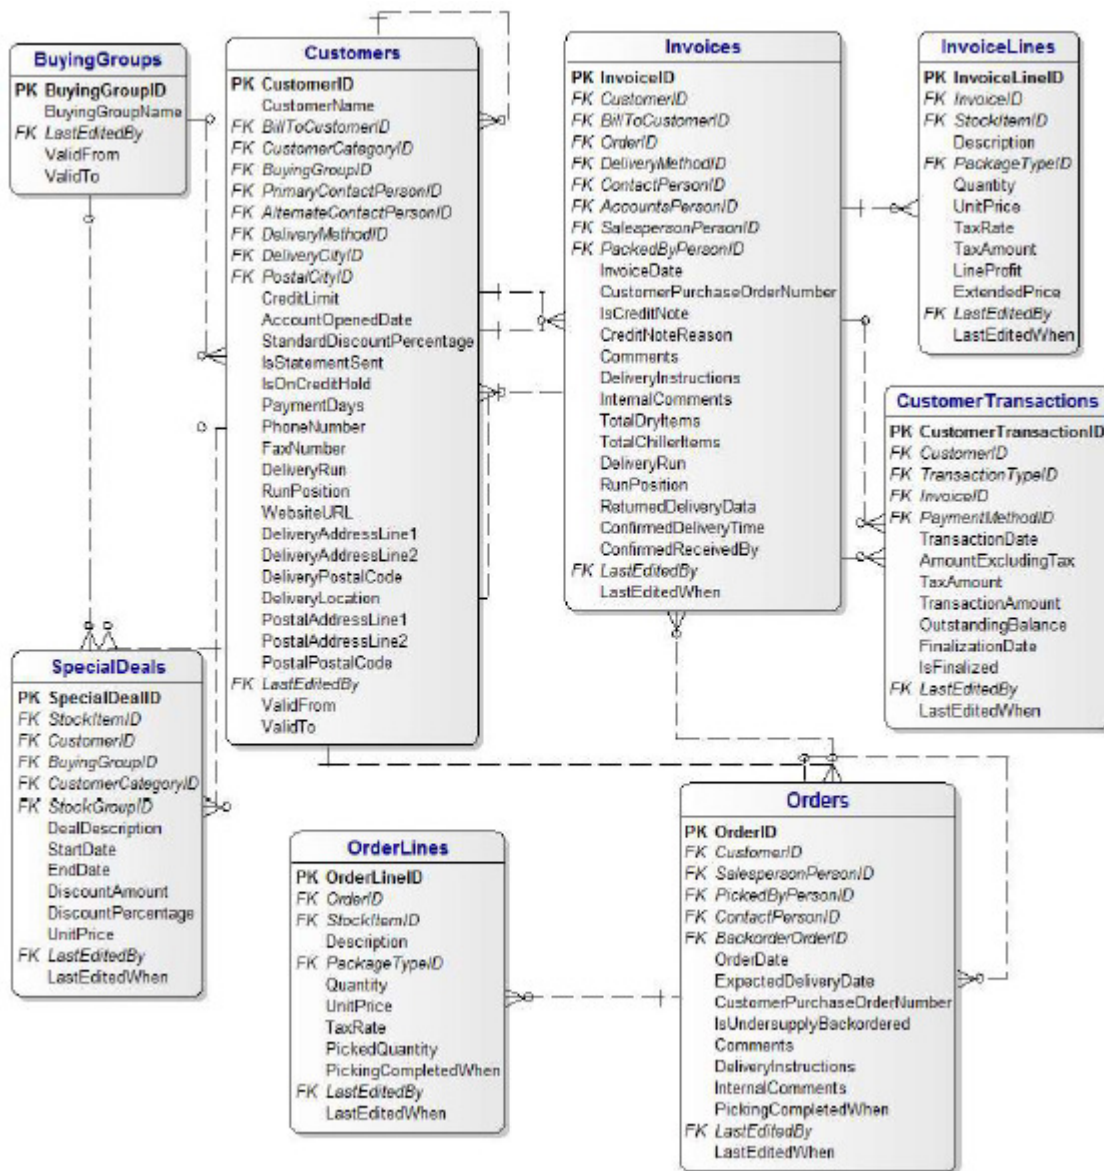 BuyingGroups
PK BuyingGroupID
BuyingGroupName
FK LastEditedBy
ValidFrom
ValidTo
Customers
PK CustomerID
CustomerName
FK BillToCustomerID
FK CustomerCategoryID
FK BuyingGroupID
FK PrimaryContactPersonID
FK AlternateContactPersonID
FK DeliveryMethodID
FK DeliveryCityID
FK PostalCityID
CreditLimit
AccountOpenedDate
StandardDiscountPercentage
IsStatementSent
IsOnCreditHold
PaymentDays
PhoneNumber
FaxNumber
DeliveryRun
RunPosition
WebsiteURL
DeliveryAddressLine1
DeliveryAddressLine2
DeliveryPostalCode
DeliveryLocation
PostalAddressLine1
PostalAddressLine2
PostalPostalCode
FK LastEditedBy
ValidFrom
ValidTo
Invoices
PK InvoiceID
FK CustomerID
FK BillToCustomerID
FK OrderID
FK DeliveryMethodID
FK ContactPersonID
FK AccountsPersonID
FK SalespersonPersonID
FK PackedByPersonID
InvoiceDate
CustomerPurchaseOrderNumber
IsCreditNote
CreditNoteReason
Comments
DeliveryInstructions
InternalComments
TotalDryItems
TotalChillerItems
DeliveryRun
RunPosition
ReturnedDeliveryData
ConfirmedDeliveryTime
ConfirmedReceivedBy
FK LastEditedBy
LastEditedWhen
InvoiceLines
PK InvoiceLineID
FK InvoiceID
FK StockItemID
Description
FK PackageTypeID
Quantity
UnitPrice
TaxRate
TaxAmount
LineProfit
ExtendedPrice
FK LastEditedBy
LastEditedWhen
CustomerTransactions
PK CustomerTransactionID
FK CustomerID
FK TransactionTypeID
FK InvoiceID
FK PaymentMethodID
TransactionDate
AmountExcludingTax
TaxAmount
TransactionAmount
OutstandingBalance
FinalizationDate
IsFinalized
FK LastEditedBy
LastEditedWhen
SpecialDeals
PK SpecialDealID
FK StockItemID
FK CustomerID
FK BuyingGroupID
FK CustomerCategoryID
FK StockGroupID
DealDescription
StartDate
EndDate
DiscountAmount
DiscountPercentage
UnitPrice
FK LastEditedBy
LastEditedWhen
OrderLines
PK OrderLineID
FK OrderID
FK StockItemID
Description
FK PackageTypeID
Quantity
UnitPrice
TaxRate
PickedQuantity
PickingCompletedWhen
FK LastEditedBy
LastEditedWhen
Orders
PK OrderID
FK CustomerID
FK SalespersonPersonID
FK PickedByPersonID
FK ContactPersonID
FK BackorderOrderID
OrderDate
ExpectedDeliveryDate
CustomerPurchaseOrderNumber
IsUndersupplyBackordered
Comments
DeliveryInstructions
InternalComments
PickingCompletedWhen
FK LastEditedBy
LastEditedWhen